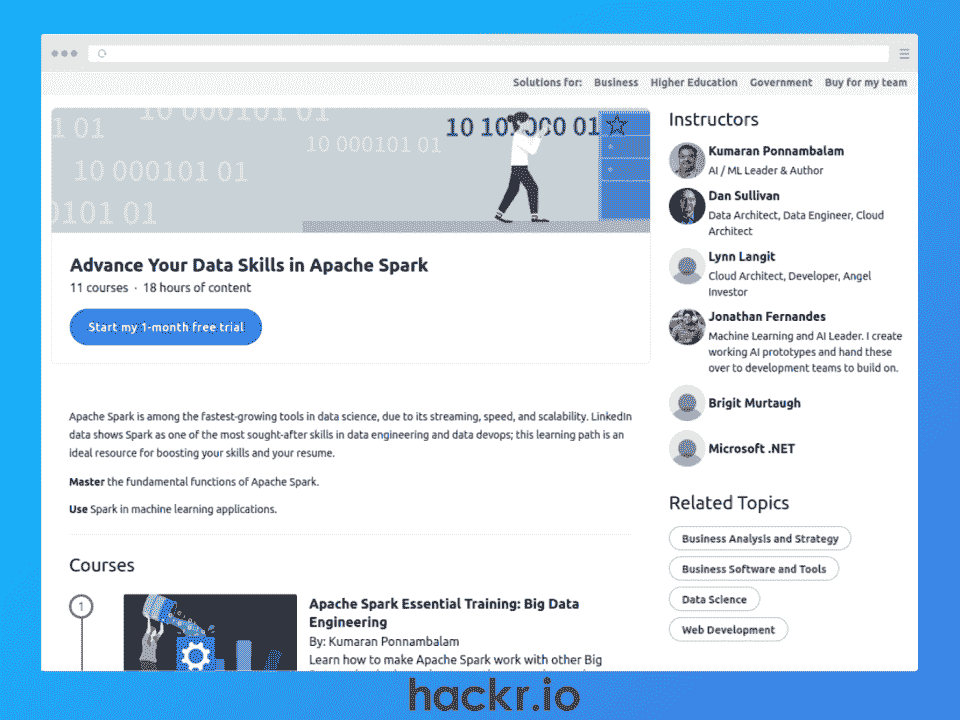 Solutions for: Business Higher Education Government Buy for my team
10 000101 01
1 01
10 000101 01
10 000101 01
0101 01
Advance Your Data Skills in Apache Spark
11 courses · 18 hours of content
Start my 1-month free trial
Apache Spark is among the fastest-growing tools in data science, due to its streaming, speed, and scalability. LinkedIn
data shows Spark as one of the most sought-after skills in data engineering and data devops; this learning path is an
ideal resource for boosting your skills and your resume.
Master the fundamental functions of Apache Spark.
Use Spark in machine learning applications.
Courses
1
Apache Spark Essential Training: Big Data
Engineering
By: Kumaran Ponnambalam
Learn how to make Apache Spark work with other Big
Instructors
Kumaran Ponnambalam
AI / ML Leader & Author
Dan Sullivan
Data Architect, Data Engineer, Cloud
Architect
Lynn Langit
Cloud Architect, Developer, Angel
Investor
Jonathan Fernandes
Machine Learning and AI Leader. I create
working AI prototypes and hand these
over to development teams to build on.
Brigit Murtaugh
Microsoft .NET
Related Topics
Business Analysis and Strategy
Business Software and Tools
Data Science
Web Development
hackr.io